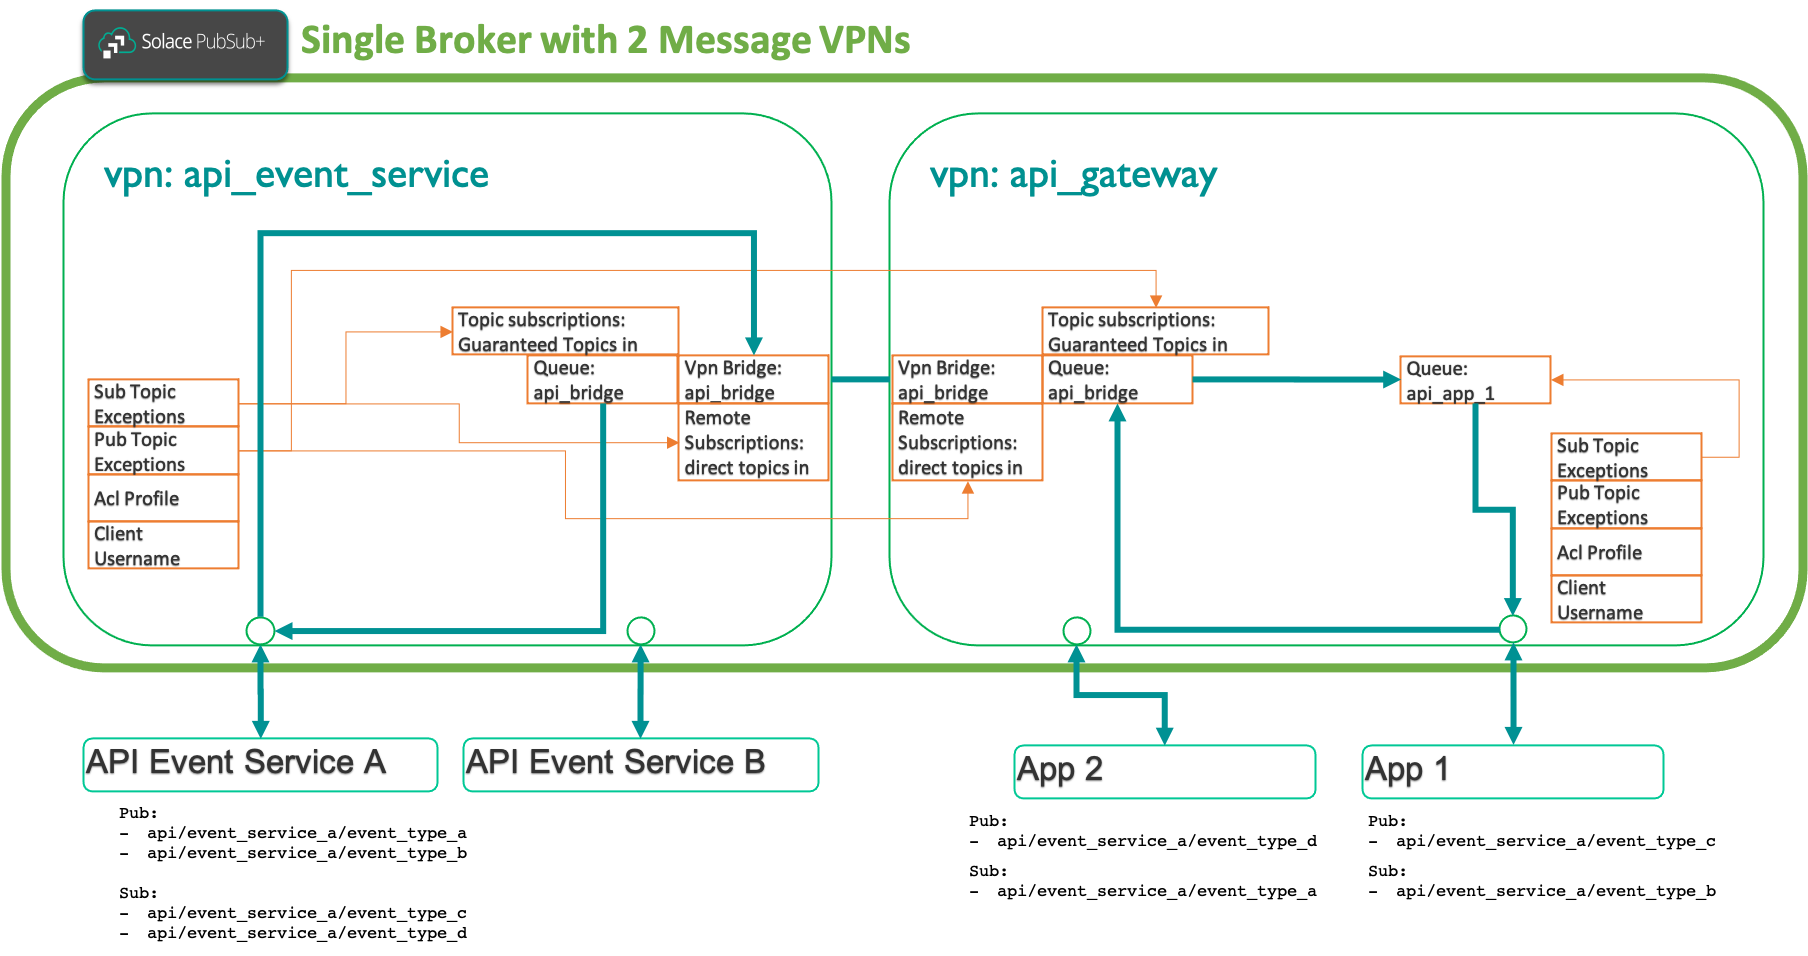 Solace PubSub+
Single Broker with 2 Message VPNs
vpn: api_event_service
vpn: api_gateway
Topic subscriptions:
Guaranteed Topics in
Queue:
api_bridge
Vpn Bridge:
api_bridge
Remote
Subscriptions:
direct topics in
Sub Topic
Exceptions
Pub Topic
Exceptions
Acl Profile
Client
Username
Topic subscriptions:
Guaranteed Topics in
Vpn Bridge:
api_bridge
Queue:
api_bridge
Remote
Subscriptions:
direct topics in
Queue:
api_app_1
Sub Topic
Exceptions
Pub Topic
Exceptions
Acl Profile
Client
Username
API Event Service A
Pub:
- api/event_service_a/event_type_a
- api/event_service_a/event_type_b
Sub:
- api/event_service_a/event_type_c
- api/event_service_a/event_type_d
API Event Service B
App 2
Pub:
- api/event_service_a/event_type_d
Sub:
- api/event_service_a/event_type_a
App 1
Pub:
- api/event_service_a/event_type_c
Sub:
- api/event_service_a/event_type_b